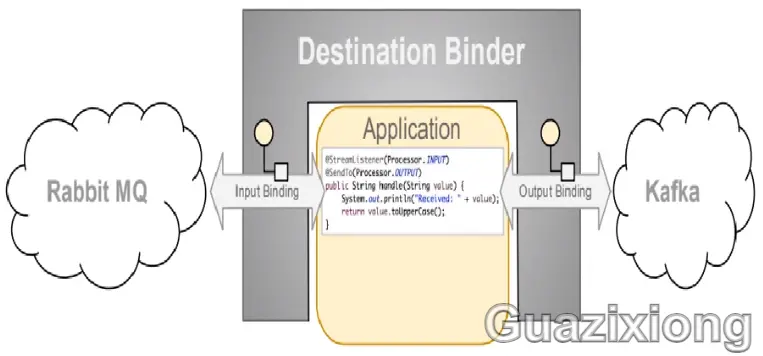 Destination Binder
Application
@StreamListener(Processor.INPUT)
@SendTo(Processor.OUTPUT)
public String handle(String value) {
System.out.println("Received: " + value);
return value.toUpperCase();
}
Rabbit MQ
Input Binding
Output Binding
Kafka
Guazixiong